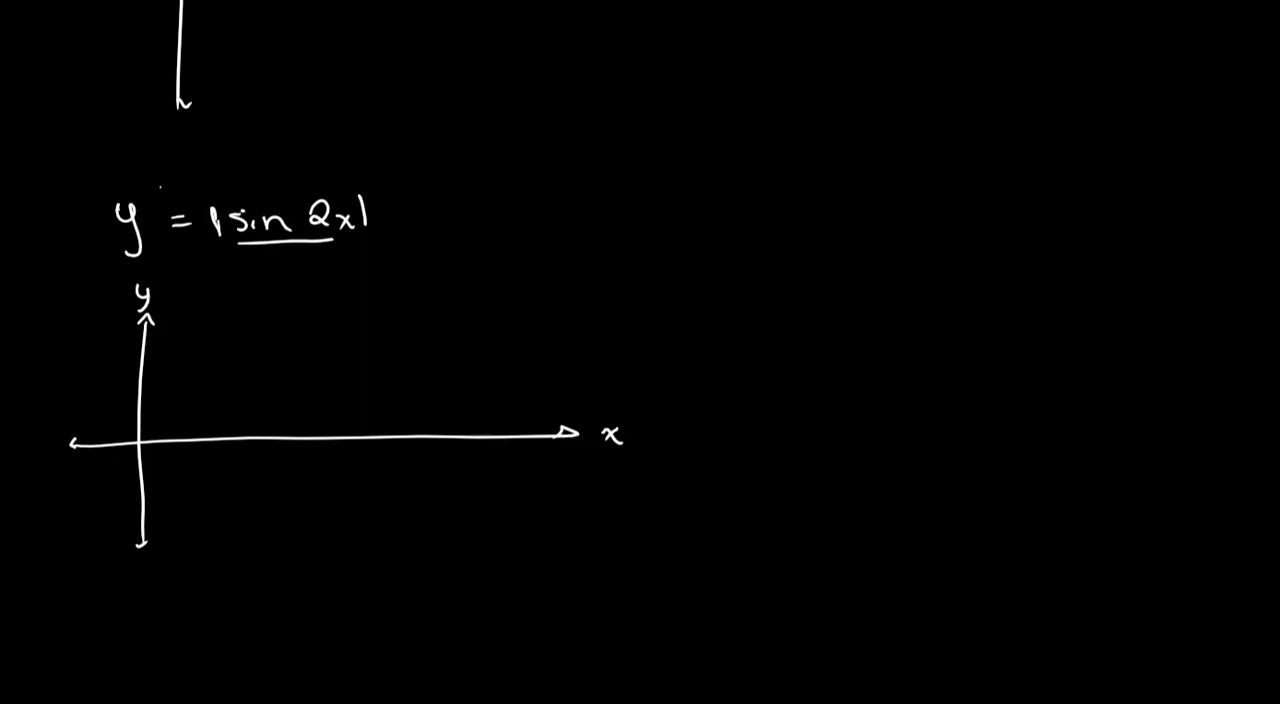 y = |sin 2x|
y
x